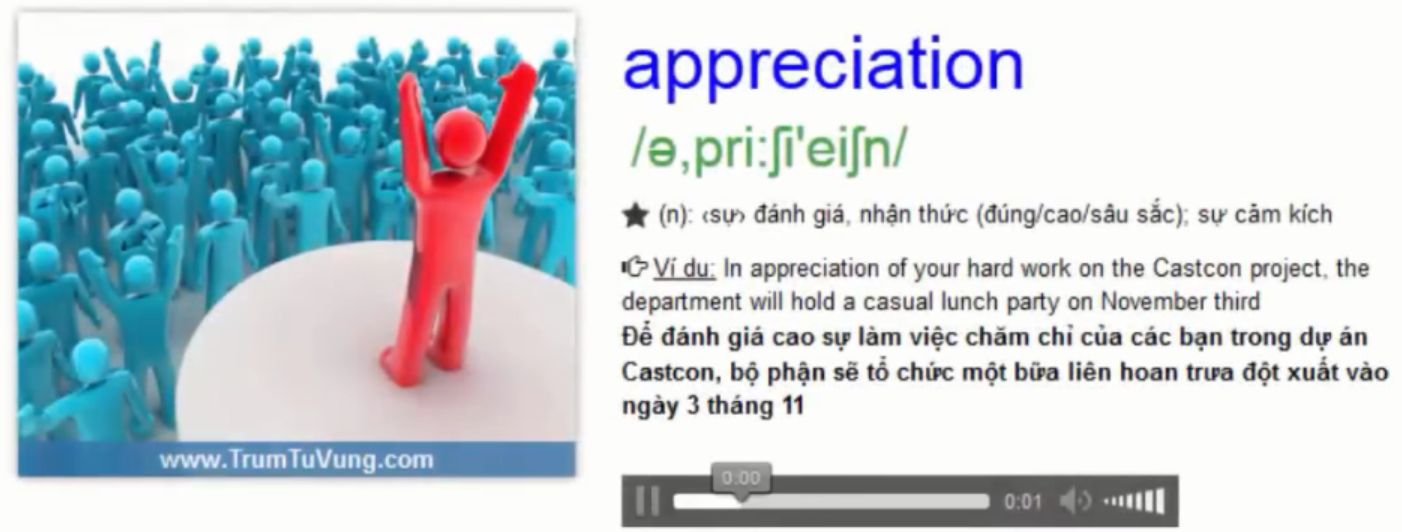 appreciation
/ə,pri:ʃi'eiʃn/
(n): ‹sự› đánh giá, nhận thức (đúng/cao/sâu sắc); sự cảm kích
Ví dụ: In appreciation of your hard work on the Castcon project, the
department will hold a casual lunch party on November third
Để đánh giá cao sự làm việc chăm chỉ của các bạn trong dự án
Castcon, bộ phận sẽ tổ chức một bữa liên hoan trưa đột xuất vào
ngày 3 tháng 11
www.TrumTuVung.com
0:00
0:01